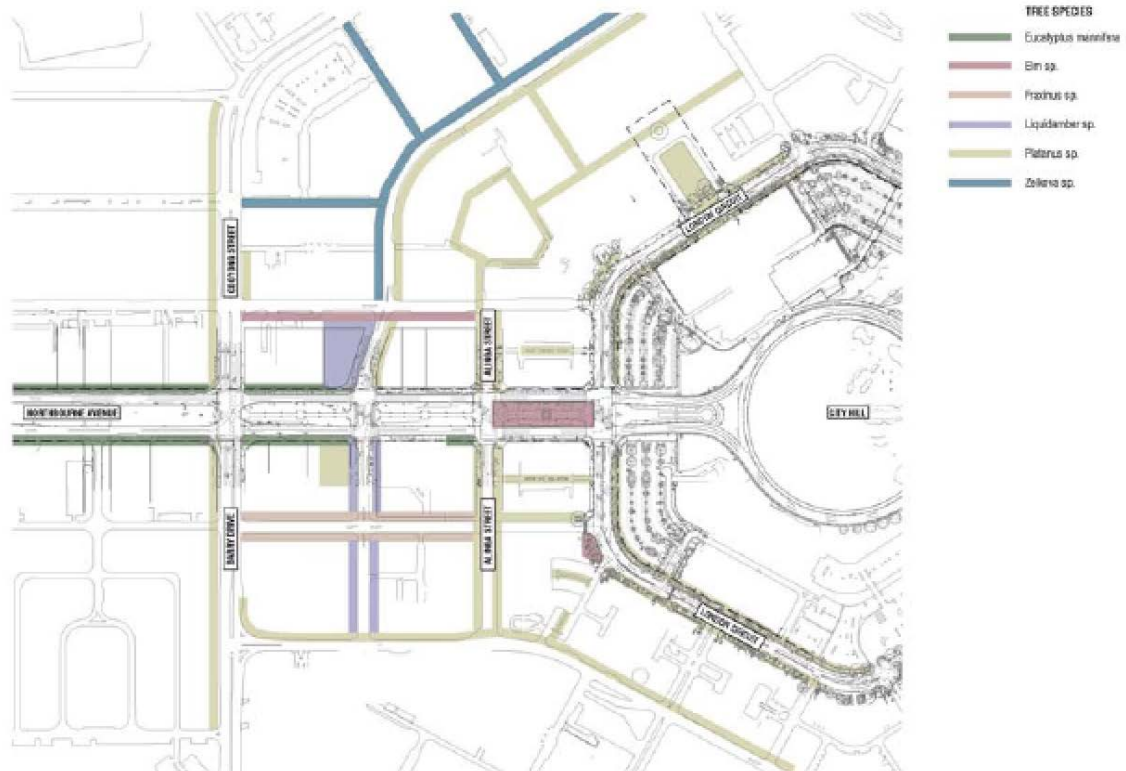 TREE SPECIES
Eucalyptus mannifera
Elm sp.
Fraxinus sp.
Liquidamber sp.
Platanus sp.
Zelkova sp.
LONDON CIRCUIT
COOYONG STREET
ALINGA STREET
NORTHBOURNE AVENUE
CITY HILL
BARRY DRIVE
ALINGA STREET
LONDON CIRCUIT